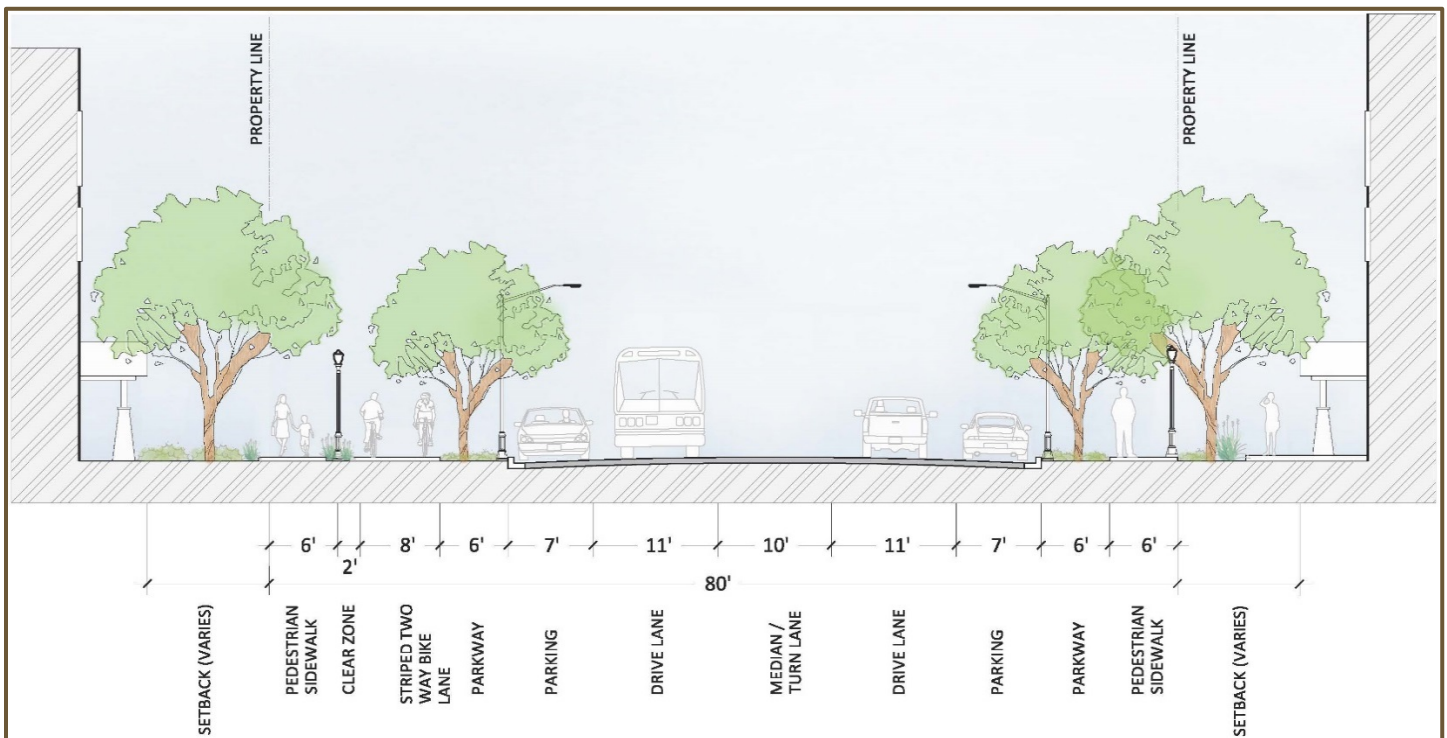 PROPERTY LINE
PROPERTY LINE
6'
2'
8'
6'
7'
11'
10'
11'
7'
6'
6'
80'
SETBACK (VARIES)
PEDESTRIAN
SIDEWALK
CLEAR ZONE
STRIPED TWO
WAY BIKE
LANE
PARKWAY
PARKING
DRIVE LANE
MEDIAN /
TURN LANE
DRIVE LANE
PARKING
PARKWAY
PEDESTRIAN
SIDEWALK
SETBACK (VARIES)